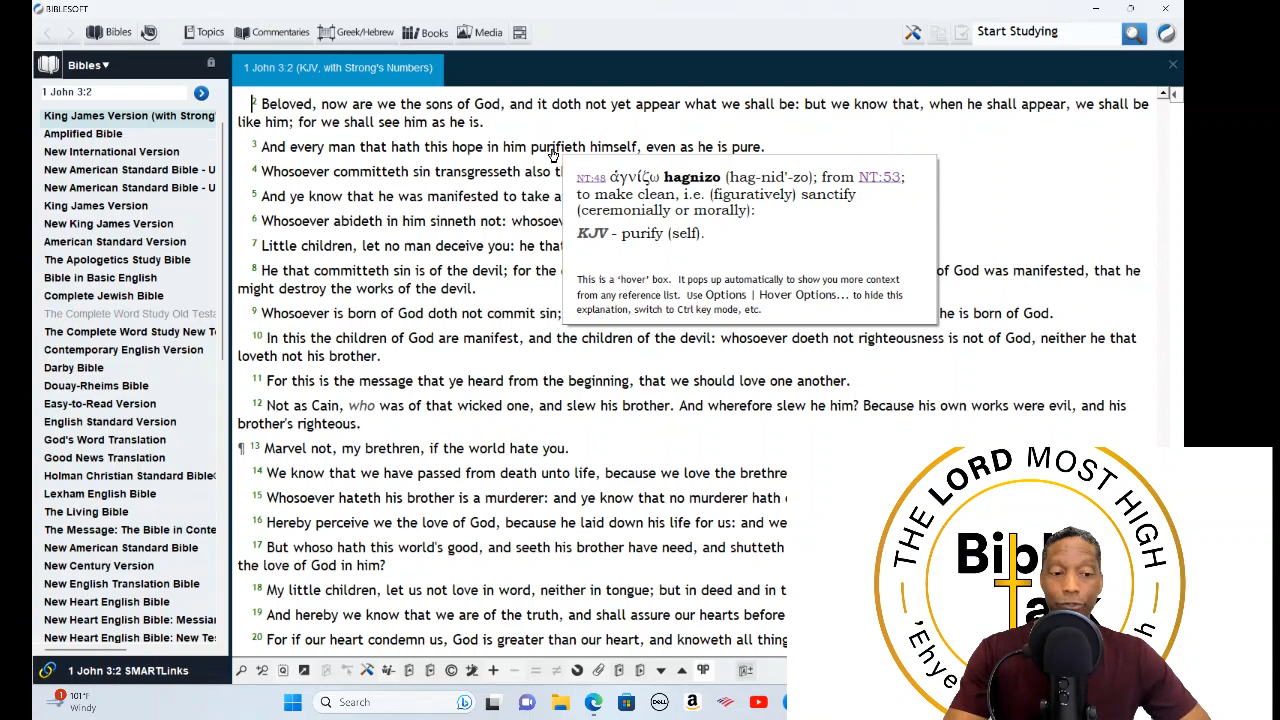 BIBLESOFT
Bibles
Topics
Commentaries
Greek/Hebrew
Books
Media
Start Studying
Bibles▾
1 John 3:2 (KJV, with Strong's Numbers)
1 John 3:2
King James Version (with Strong'
Amplified Bible
New International Version
New American Standard Bible - U
New American Standard Bible - U
King James Version
New King James Version
American Standard Version
The Apologetics Study Bible
Bible in Basic English
Complete Jewish Bible
The Complete Word Study Old Testa
The Complete Word Study New T
Contemporary English Version
Darby Bible
Douay-Rheims Bible
Easy-to-Read Version
English Standard Version
God's Word Translation
Good News Translation
Holman Christian Standard Bible
Lexham English Bible
The Living Bible
The Message: The Bible in Conte
New American Standard Bible
New Century Version
New English Translation Bible
New Heart English Bible
New Heart English Bible: Messia
New Heart English Bible: New Te
1 John 3:2 SMARTLinks
2 Beloved, now are we the sons of God, and it doth not yet appear what we shall be: but we know that, when he shall appear, we shall be
like him; for we shall see him as he is.
3 And every man that hath this hope in him purifieth himself, even as he is pure.
4 Whosoever committeth sin transgresseth also t
5 And ye know that he was manifested to take a
6 Whosoever abideth in him sinneth not: whosoe
7 Little children, let no man deceive you: he tha
8 He that committeth sin is of the devil; for the of God was manifested, that he
might destroy the works of the devil.
9 Whosoever is born of God doth not commit sin; he is born of God.
10 In this the children of God are manifest, and the children of the devil: whosoever doeth not righteousness is not of God, neither he that
loveth not his brother.
11 For this is the message that ye heard from the beginning, that we should love one another.
12 Not as Cain, who was of that wicked one, and slew his brother. And wherefore slew he him? Because his own works were evil, and his
brother's righteous.
¶ 13 Marvel not, my brethren, if the world hate you.
14 We know that we have passed from death unto life, because we love the brethre
15 Whosoever hateth his brother is a murderer: and ye know that no murderer hath
16 Hereby perceive we the love of God, because he laid down his life for us: and we
17 But whoso hath this world's good, and seeth his brother have need, and shutteth
the love of God in him?
18 My little children, let us not love in word, neither in tongue; but in deed and in t
19 And hereby we know that we are of the truth, and shall assure our hearts before
20 For if our heart condemn us, God is greater than our heart, and knoweth all thing
NT:48 ἁγνίζω hagnizo (hag-nid'-zo); from NT:53;
to make clean, i.e. (figuratively) sanctify
(ceremonially or morally):
KJV - purify (self).
This is a ‘hover’ box. It pops up automatically to show you more context
from any reference list. Use Options | Hover Options... to hide this
explanation, switch to Ctrl key mode, etc.
THE LORD MOST HIGH
Bible
'Ehye
1
101°F
Windy
Search
DELL